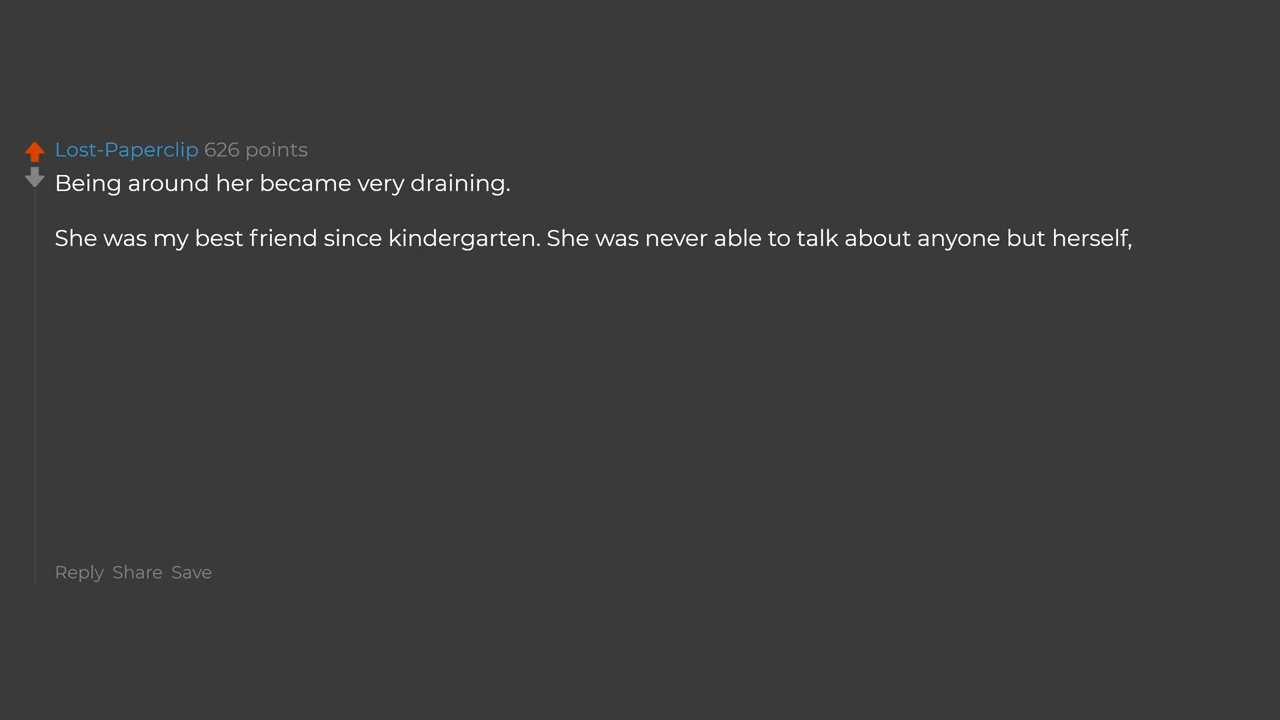 Lost-Paperclip 626 points
Being around her became very draining.
She was my best friend since kindergarten. She was never able to talk about anyone but herself,
Reply Share Save